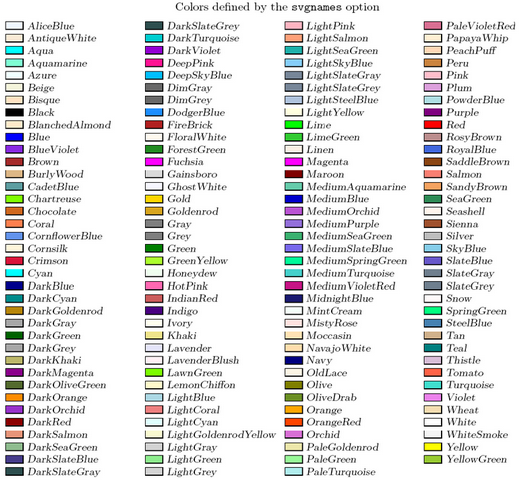 Colors defined by the svgnames option
AliceBlue
AntiqueWhite
Aqua
Aquamarine
Azure
Beige
Bisque
Black
BlanchedAlmond
Blue
BlueViolet
Brown
BurlyWood
CadetBlue
Chartreuse
Chocolate
Coral
CornflowerBlue
Cornsilk
Crimson
Cyan
DarkBlue
DarkCyan
DarkGoldenrod
DarkGray
DarkGreen
DarkGrey
DarkKhaki
DarkMagenta
DarkOliveGreen
DarkOrange
DarkOrchid
DarkRed
DarkSalmon
DarkSeaGreen
DarkSlateBlue
DarkSlateGray
DarkSlateGrey
DarkTurquoise
DarkViolet
DeepPink
DeepSkyBlue
DimGray
DimGrey
DodgerBlue
FireBrick
FloralWhite
ForestGreen
Fuchsia
Gainsboro
GhostWhite
Gold
Goldenrod
Gray
Grey
Green
GreenYellow
Honeydew
HotPink
IndianRed
Indigo
Ivory
Khaki
Lavender
LavenderBlush
LawnGreen
LemonChiffon
LightBlue
LightCoral
LightCyan
LightGoldenrodYellow
LightGray
LightGreen
LightGrey
LightPink
LightSalmon
LightSeaGreen
LightSkyBlue
LightSlateGray
LightSlateGrey
LightSteelBlue
LightYellow
Lime
LimeGreen
Linen
Magenta
Maroon
MediumAquamarine
MediumBlue
MediumOrchid
MediumPurple
MediumSeaGreen
MediumSlateBlue
MediumSpringGreen
MediumTurquoise
MediumVioletRed
MidnightBlue
MintCream
MistyRose
Moccasin
NavajoWhite
Navy
OldLace
Olive
OliveDrab
Orange
OrangeRed
Orchid
PaleGoldenrod
PaleGreen
PaleTurquoise
PaleVioletRed
PapayaWhip
PeachPuff
Peru
Pink
Plum
PowderBlue
Purple
Red
RosyBrown
RoyalBlue
SaddleBrown
Salmon
SandyBrown
SeaGreen
Seashell
Sienna
Silver
SkyBlue
SlateBlue
SlateGray
SlateGrey
Snow
SpringGreen
SteelBlue
Tan
Teal
Thistle
Tomato
Turquoise
Violet
Wheat
White
WhiteSmoke
Yellow
YellowGreen